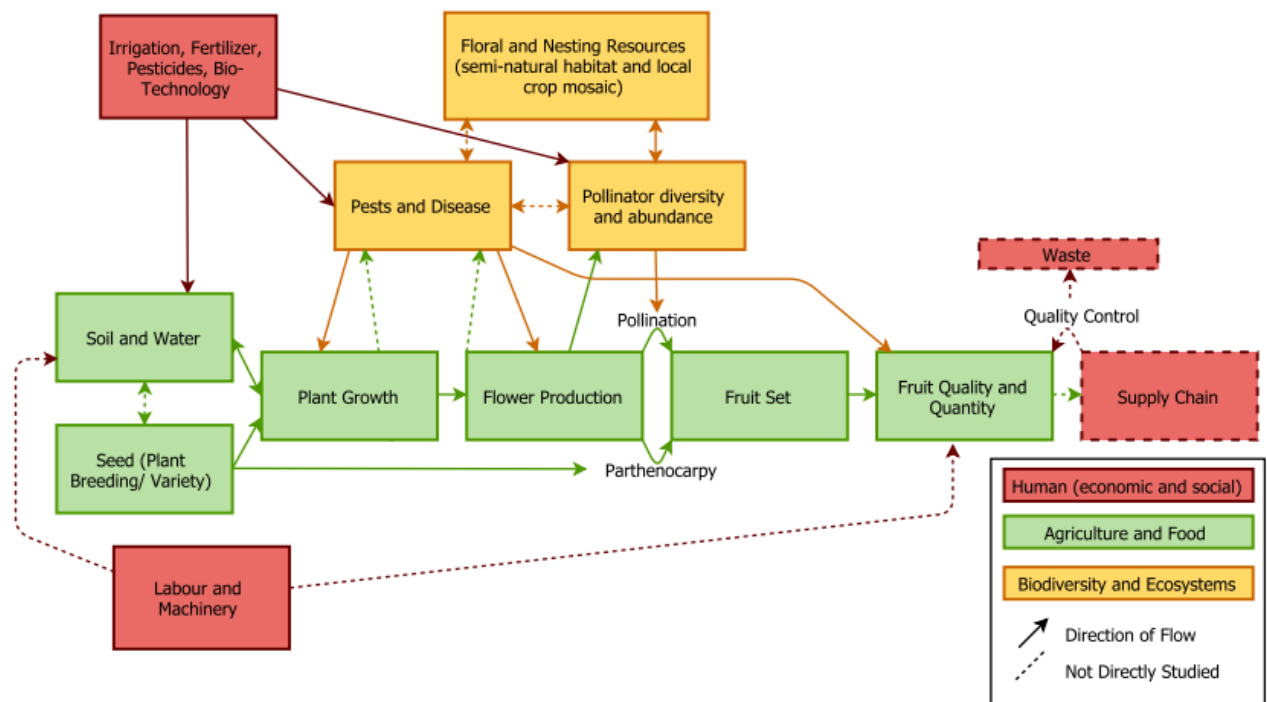 Irrigation, Fertilizer,
Pesticides, Bio-
Technology
Floral and Nesting Resources
(semi-natural habitat and local
crop mosaic)
Pests and Disease
Pollinator diversity
and abundance
Waste
Quality Control
Soil and Water
Pollination
Plant Growth
Flower Production
Fruit Set
Fruit Quality and
Quantity
Supply Chain
Seed (Plant
Breeding/ Variety)
Parthenocarpy
Labour and
Machinery
Human (economic and social)
Agriculture and Food
Biodiversity and Ecosystems
Direction of Flow
Not Directly Studied